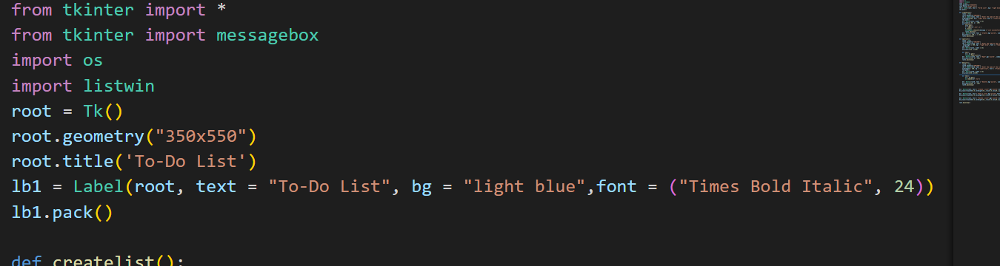 from tkinter import *
from tkinter import messagebox
import os
import listwin
root = Tk()
root.geometry("350x550")
root.title('To-Do List')
lb1 = Label(root, text = "To-Do List", bg = "light blue",font = ("Times Bold Italic", 24))
lb1.pack()
def createlist():